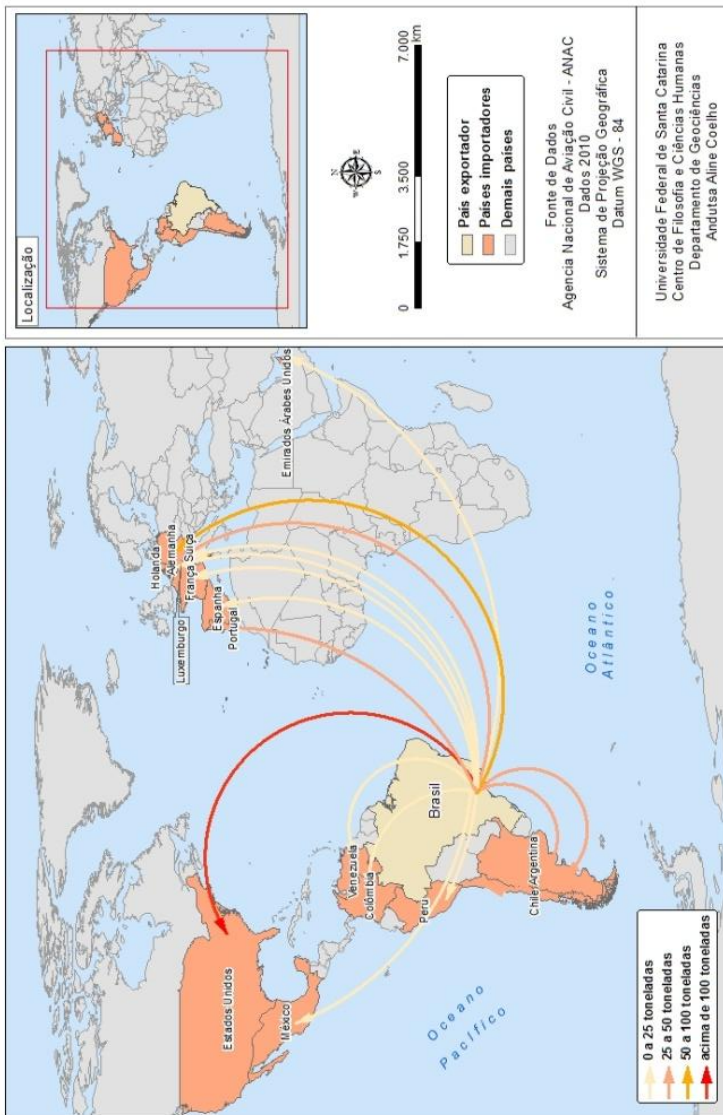 Estados Unidos
México
Venezuela
Colômbia
Peru
Brasil
Chile
Argentina
Holanda
Alemanha
Luxemburgo
França
Suíça
Espanha
Portugal
Emirados Árabes Unidos
Oceano
Pacífico
Oceano
Atlântico
0 a 25 toneladas
25 a 50 toneladas
50 a 100 toneladas
acima de 100 toneladas
Localização
N
W
E
S
0
1.750
3.500
7.000
km
País exportador
Países importadores
Demais países
Fonte de Dados
Agencia Nacional de Aviação Civil - ANAC
Dados 2010
Sistema de Projeção Geográfica
Datum WGS - 84
Universidade Federal de Santa Catarina
Centro de Filosofia e Ciências Humanas
Departamento de Geociências
Andutsa Aline Coelho